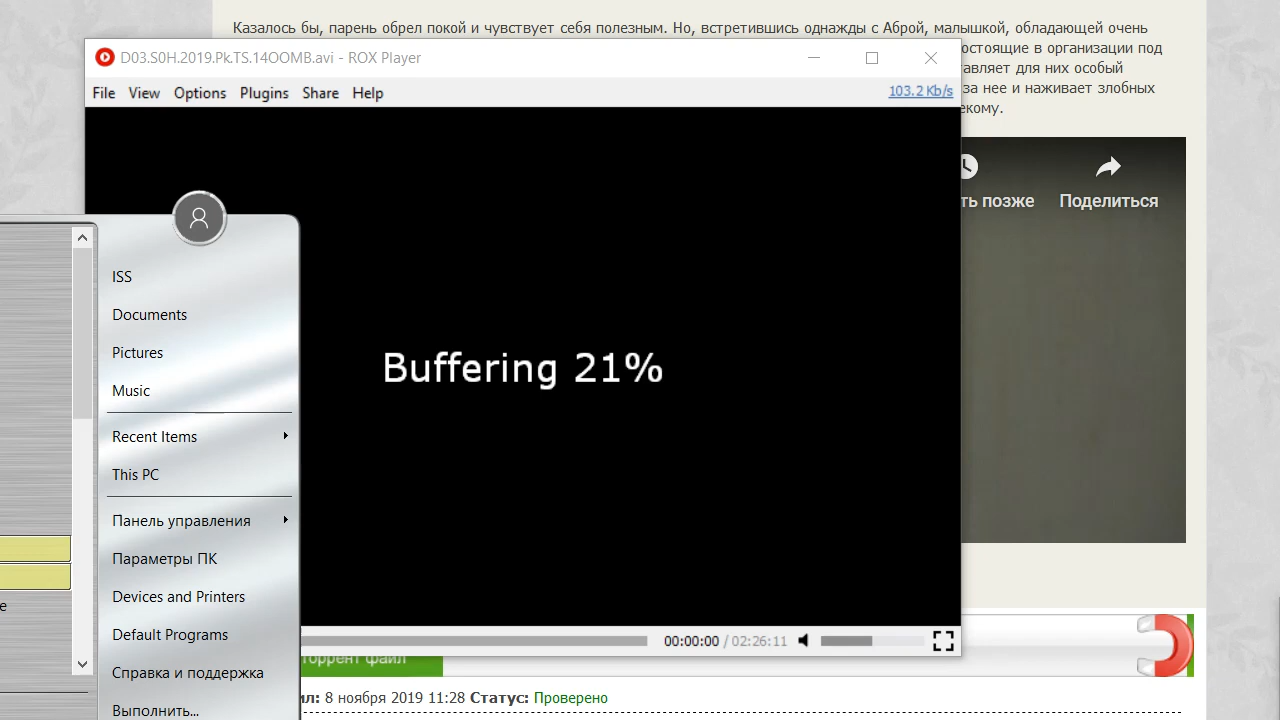 Казалось бы, парень обрел покой и чувствует себя полезным. Но, встретившись однажды с Аброй, малышкой, обладающей очень
остоящие в организации под
авляет для них особый
за нее и наживает злобных
екому.
D03.S0H.2019.Pk.TS.14OOMB.avi - ROX Player
File View Options Plugins Share Help 103.2 Kb/s
ть позже Поделиться
Buffering 21%
ISS
Documents
Pictures
Music
Recent Items
This PC
Панель управления
Параметры ПК
Devices and Printers
Default Programs
Справка и поддержка
Выполнить...
е
00:00:00 / 02:26:11
торрент файл
ил: 8 ноября 2019 11:28 Статус: Проверено